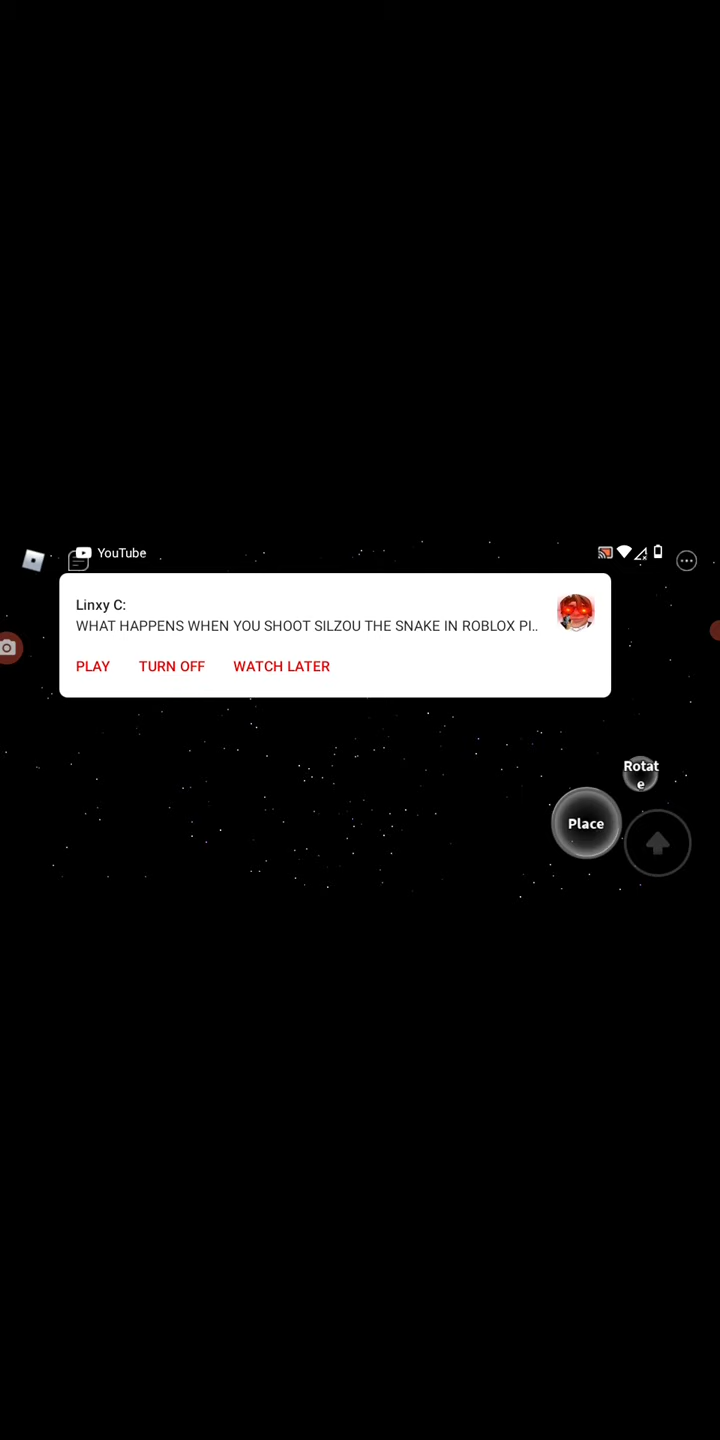 YouTube
Linxy C:
WHAT HAPPENS WHEN YOU SHOOT SILZOU THE SNAKE IN ROBLOX PI..
PLAY TURN OFF WATCH LATER
Rotat
e
Place